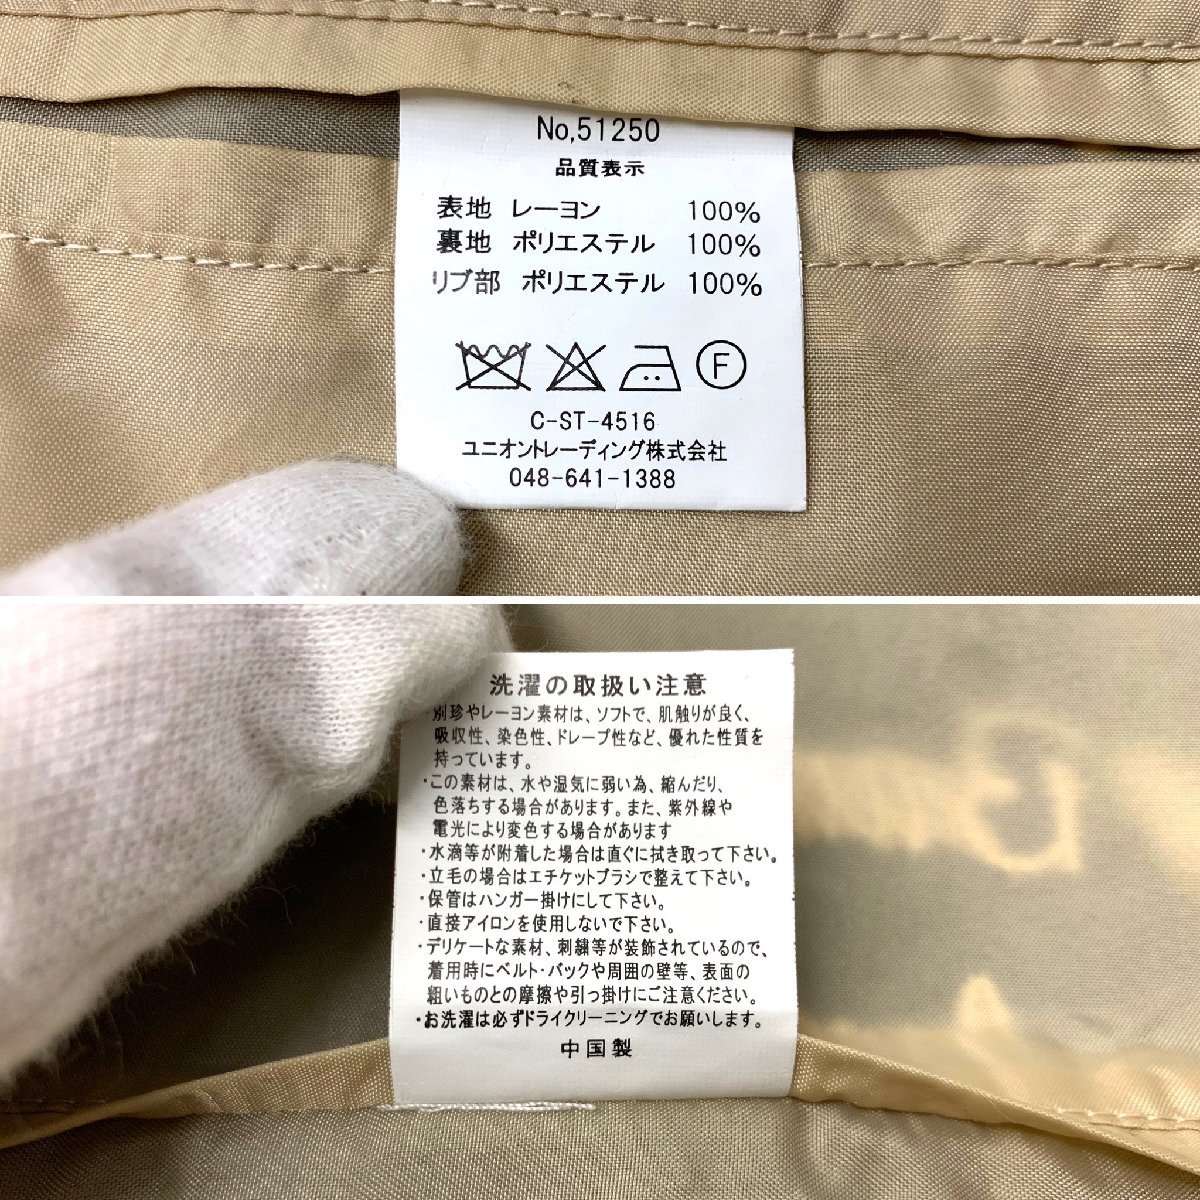 No,51250
品質表示
表地 レーヨン 100%
裏地 ポリエステル 100%
リブ部 ポリエステル 100%
F
C-ST-4516
ユニオントレーディング株式会社
048-641-1388
洗濯の取扱い注意
・別珍やレーヨン素材は、ソフトで、肌触りが良く、
吸収性、染色性、ドレープ性など、優れた性質を
持っています。
・この素材は、水や湿気に弱い為、縮んだり、
色落ちする場合があります。また、紫外線や
電光により変色する場合があります
・水滴等が附着した場合は直ぐに拭き取って下さい。
・立毛の場合はエチケットブラシで整えて下さい。
・保管はハンガー掛けにして下さい。
・直接アイロンを使用しないで下さい。
・デリケートな素材、刺繍等が装飾されているので、
着用時にベルト・バックや周囲の壁等、表面の
粗いものとの摩擦や引っ掛けにご注意ください。
・お洗濯は必ずドライクリーニングでお願いします。
中国製